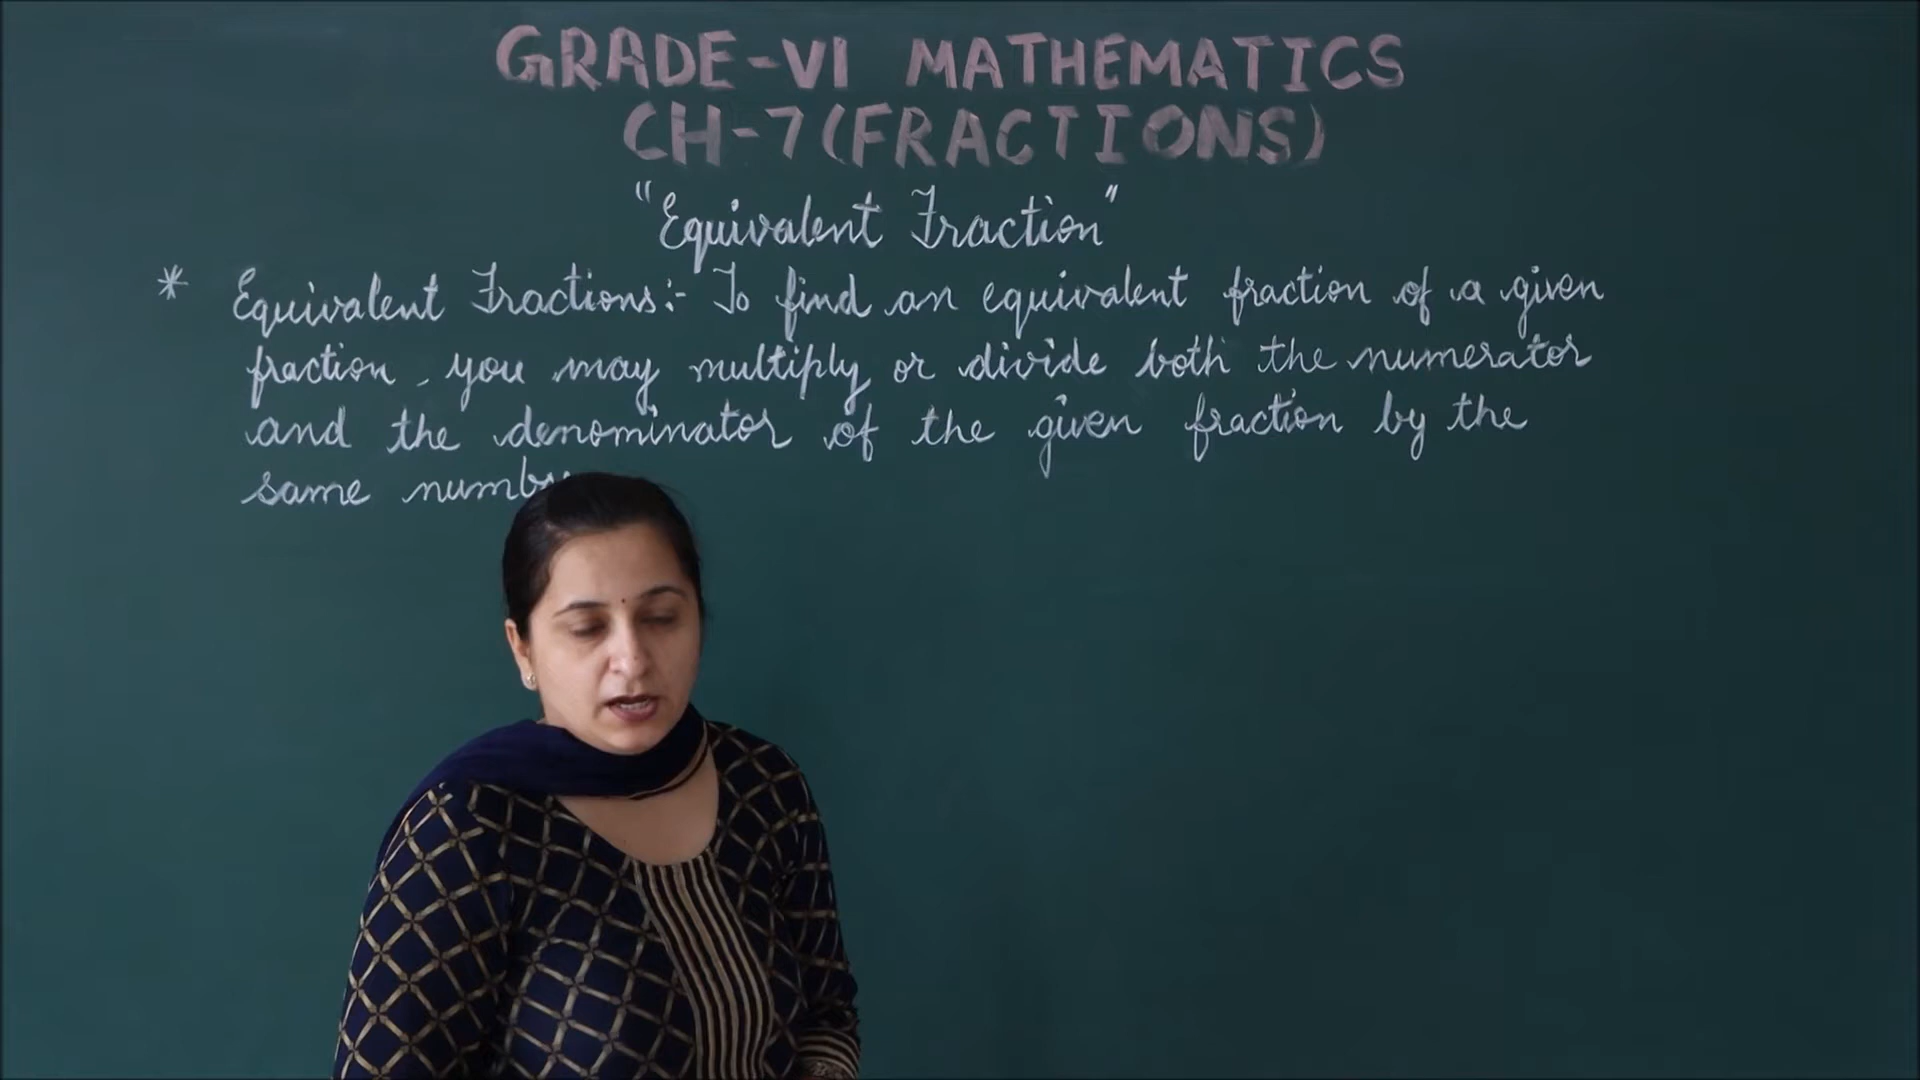 GRADE-VI MATHEMATICS
CH-7(FRACTIONS)
"Equivalent Fraction"
* Equivalent Fractions:- To find an equivalent fraction of a given
fraction, you may multiply or divide both the numerator
and the denominator of the given fraction by the
same